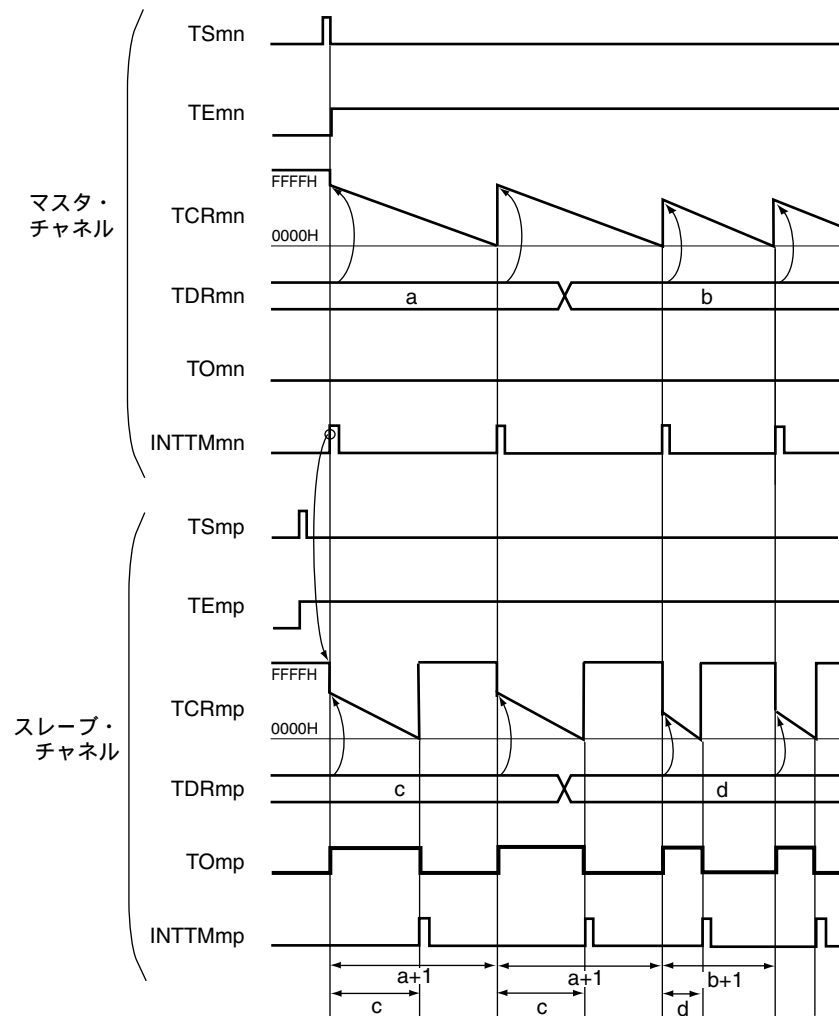 TSmn
TEmn
FFFFH
マスタ・
チャネル
TCRmn
0000H
TDRmn
a
b
TOmn
INTTMmn
TSmp
TEmp
FFFFH
スレーブ・
チャネル
TCRmp
0000H
TDRmp
c
d
TOmp
INTTMmp
a+1
a+1
b+1
c
c
d